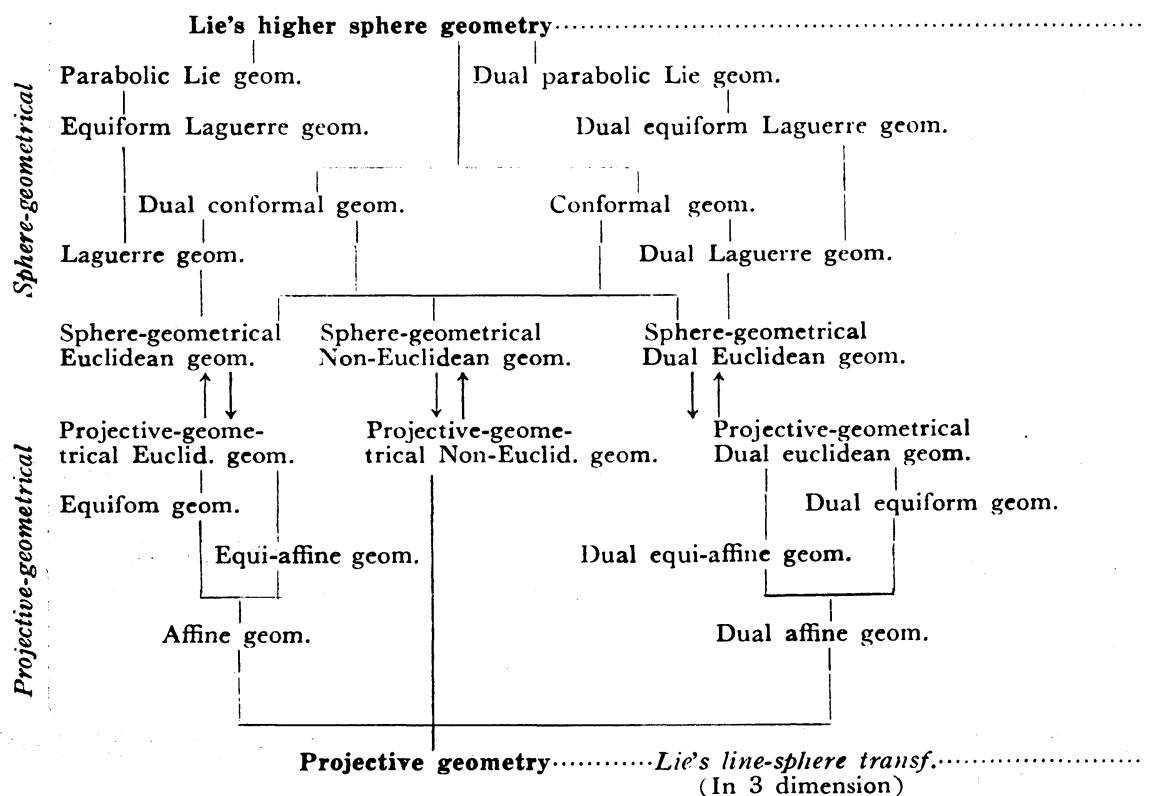 Lie's higher sphere geometry
Parabolic Lie geom.
Dual parabolic Lie geom.
Equiform Laguerre geom.
Dual equiform Laguerre geom.
Sphere-geometrical
Dual conformal geom.
Conformal geom.
Laguerre geom.
Dual Laguerre geom.
Sphere-geometrical
Euclidean geom.
Sphere-geometrical
Non-Euclidean geom.
Sphere-geometrical
Dual Euclidean geom.
Projective-geome-
trical Euclid. geom.
Projective-geome-
trical Non-Euclid. geom.
Projective-geometrical
Dual euclidean geom.
Projective-geometrical
Equifom geom.
Dual equiform geom.
Equi-affine geom.
Dual equi-affine geom.
Affine geom.
Dual affine geom.
Projective geometry............Lie's line-sphere transf.
(In 3 dimension)